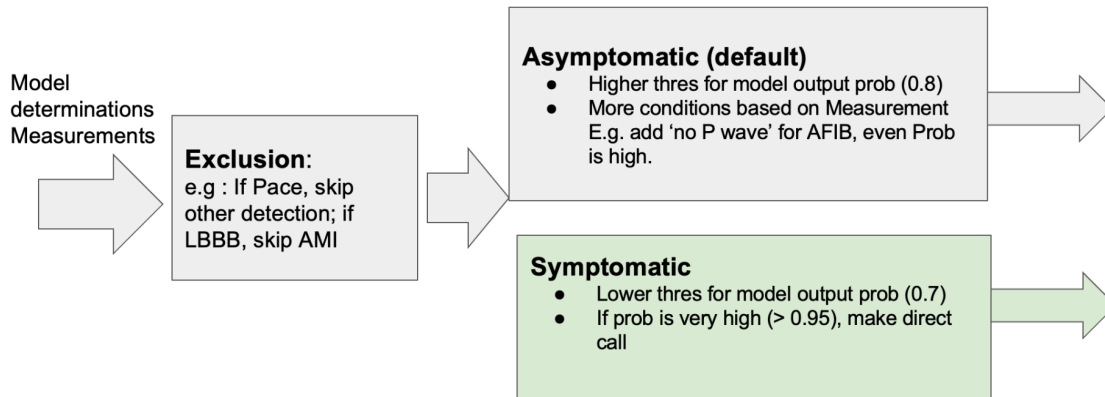 Model
determinations
Measurements
Exclusion:
e.g : If Pace, skip
other detection; if
LBBB, skip AMI
Asymptomatic (default)
● Higher thres for model output prob (0.8)
● More conditions based on Measurement
E.g. add ‘no P wave’ for AFIB, even Prob
is high.
Symptomatic
● Lower thres for model output prob (0.7)
● If prob is very high (> 0.95), make direct
call